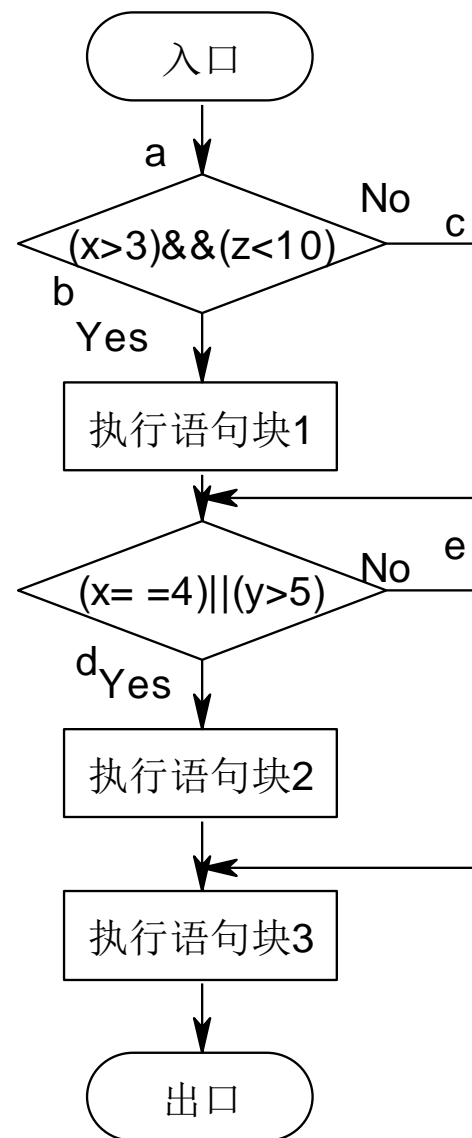 入口
a
No
c
(x>3)&&(z<10)
b
Yes
执行语句块1
e
No
(x= =4)||(y>5)
d
Yes
执行语句块2
执行语句块3
出口